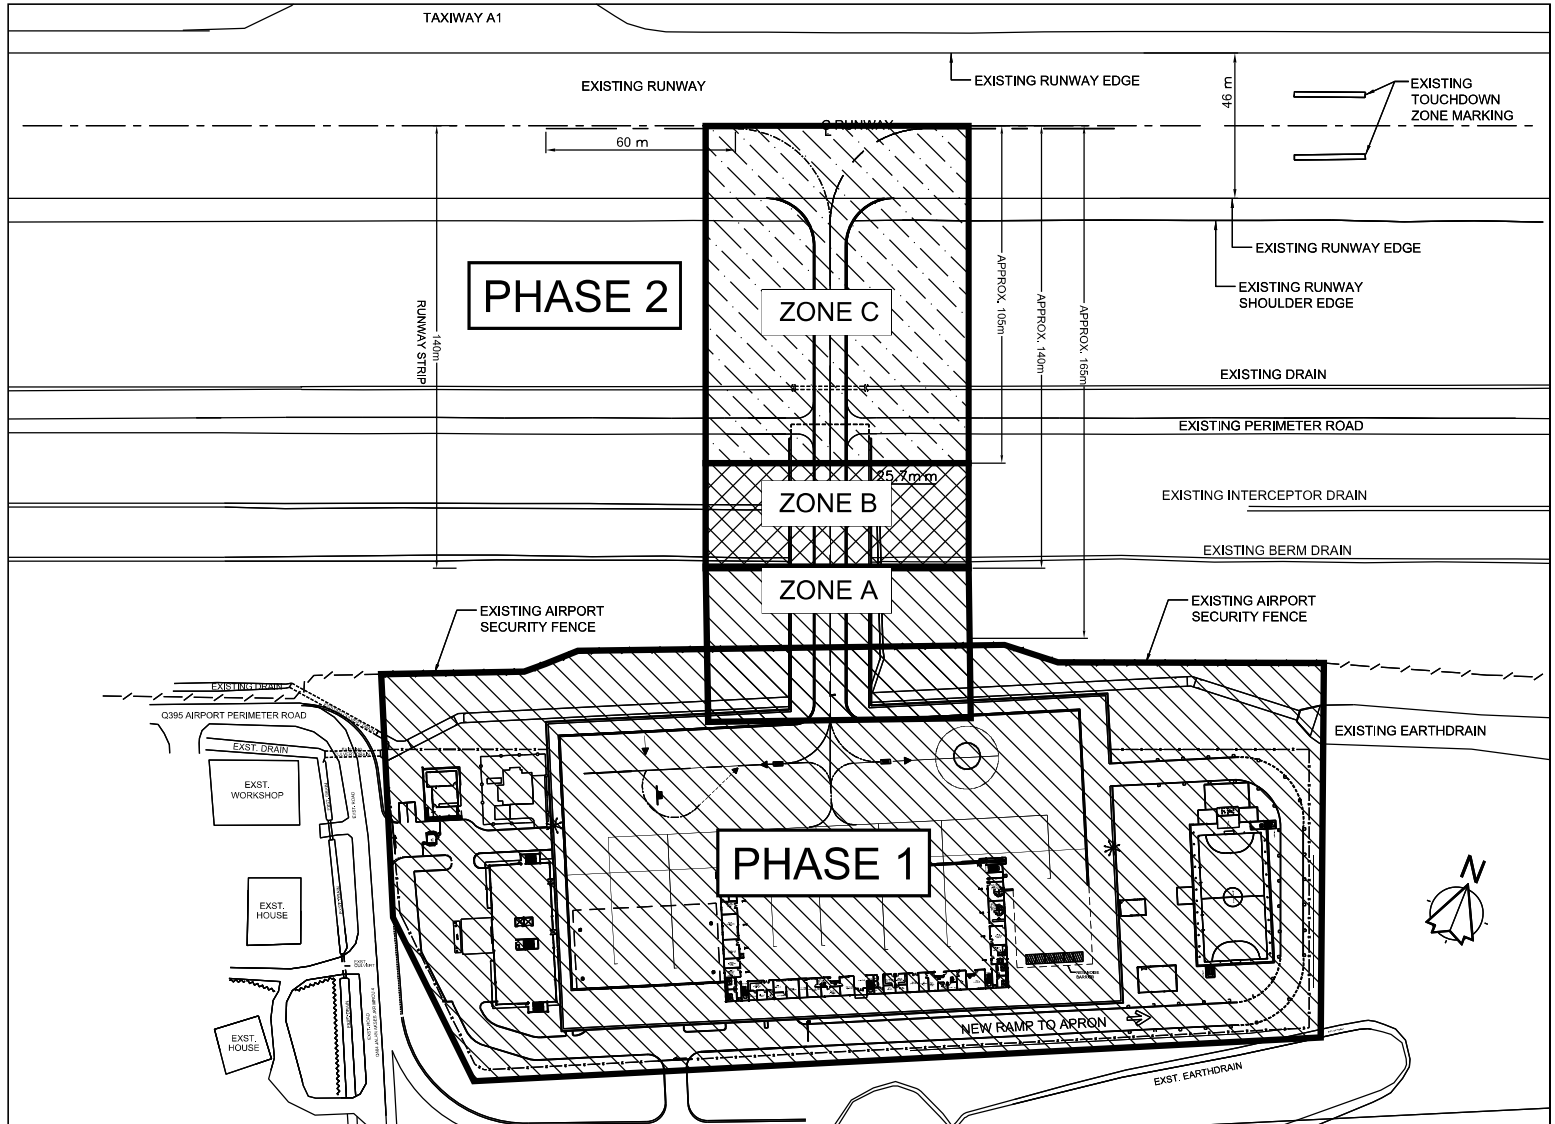 TAXIWAY A1
EXISTING RUNWAY EDGE
EXISTING RUNWAY
46 m
EXISTING
TOUCHDOWN
ZONE MARKING
RUNWAY
60 m
EXISTING RUNWAY EDGE
EXISTING RUNWAY
SHOULDER EDGE
PHASE 2
ZONE C
APPROX. 105m
APPROX. 140m
APPROX. 165m
140m
RUNWAY STRIP
EXISTING DRAIN
EXISTING PERIMETER ROAD
25.7mm
ZONE B
EXISTING INTERCEPTOR DRAIN
EXISTING BERM DRAIN
ZONE A
EXISTING AIRPORT
SECURITY FENCE
EXISTING AIRPORT
SECURITY FENCE
EXISTING DRAIN
Q395 AIRPORT PERIMETER ROAD
EXISTING EARTHDRAIN
EXST. DRAIN
EXST.
WORKSHOP
EXST. ROAD
PHASE 1
EXST.
HOUSE
N
EXST.
HOUSE
NEW RAMP TO APRON
EXST. EARTHDRAIN